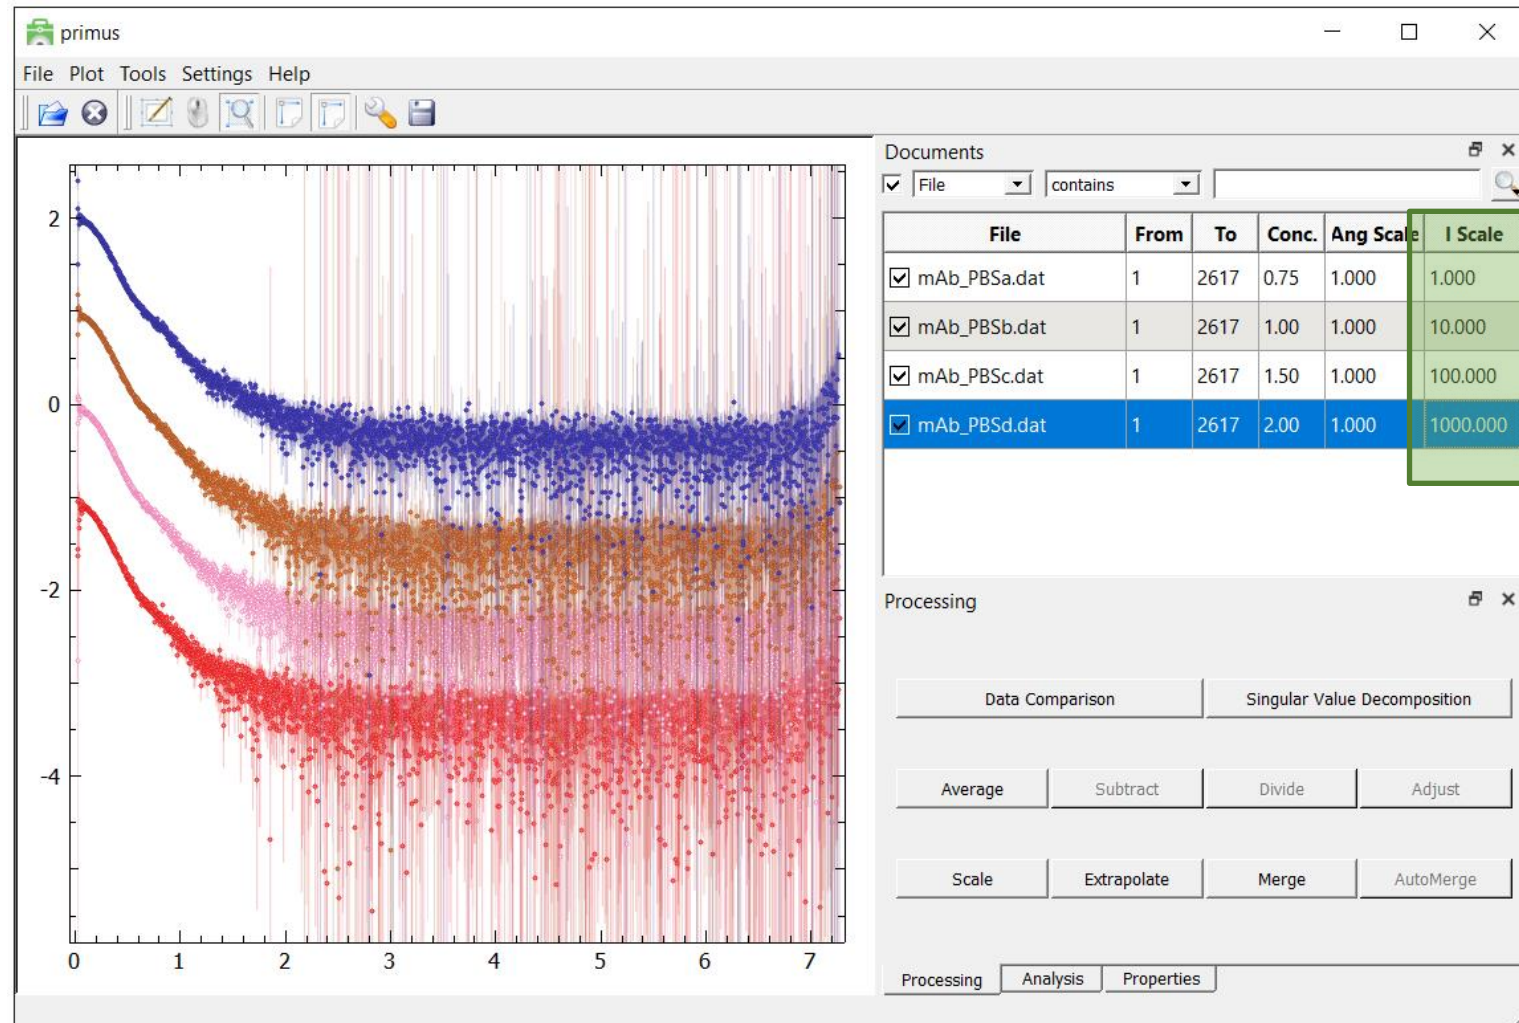 primus
File Plot Tools Settings Help
Documents
File contains
File From To Conc. Ang Scale I Scale
mAb_PBSa.dat 1 2617 0.75 1.000 1.000
mAb_PBSb.dat 1 2617 1.00 1.000 10.000
mAb_PBSc.dat 1 2617 1.50 1.000 100.000
mAb_PBSd.dat 1 2617 2.00 1.000 1000.000
2
0
-2
-4
0 1 2 3 4 5 6 7
Processing
Data Comparison Singular Value Decomposition
Average Subtract Divide Adjust
Scale Extrapolate Merge AutoMerge
Processing Analysis Properties